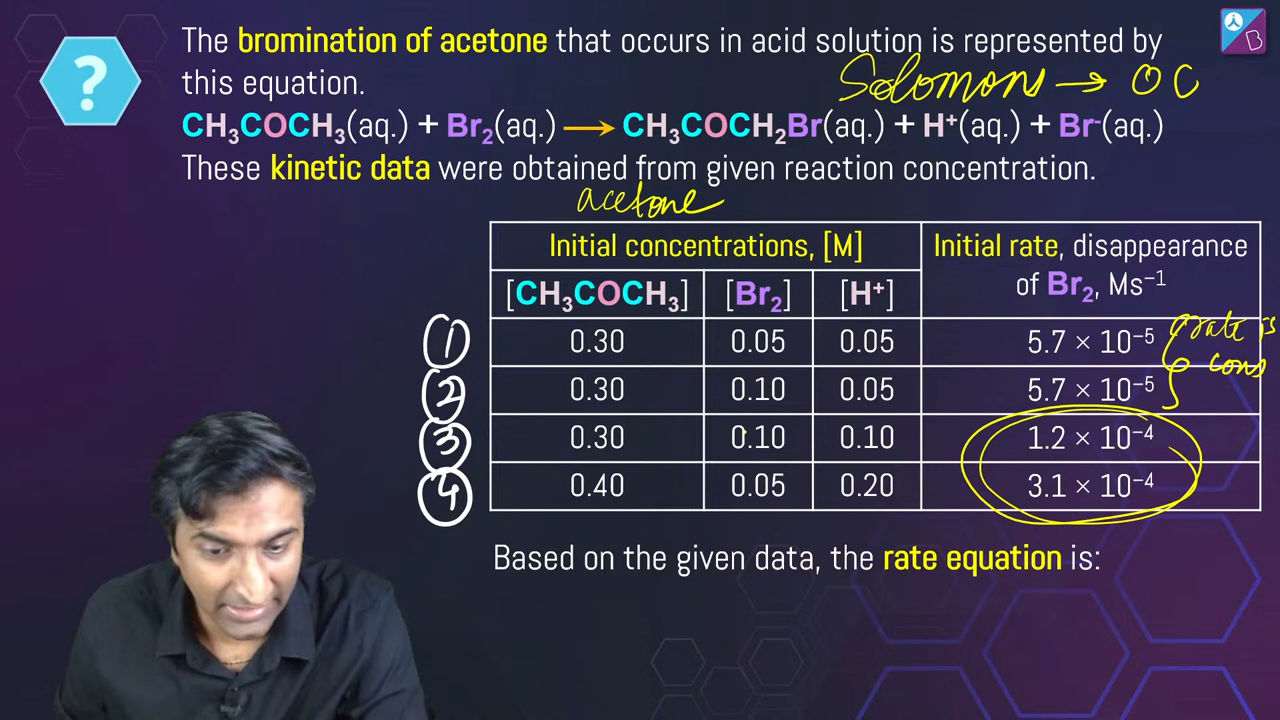 The bromination of acetone that occurs in acid solution is represented by
this equation.
Solomons → OC
CH₃COCH₃(aq.) + Br₂(aq.) → CH₃COCH₂Br(aq.) + H⁺(aq.) + Br⁻(aq.)
These kinetic data were obtained from given reaction concentration.
acetone
Initial concentrations, [M] Initial rate, disappearance of Br₂, Ms⁻¹
[CH₃COCH₃] [Br₂] [H⁺]
1 0.30 0.05 0.05 5.7 × 10⁻⁵ rate is
2 0.30 0.10 0.05 5.7 × 10⁻⁵ cons
3 0.30 0.10 0.10 1.2 × 10⁻⁴
4 0.40 0.05 0.20 3.1 × 10⁻⁴
Based on the given data, the rate equation is:
?
B